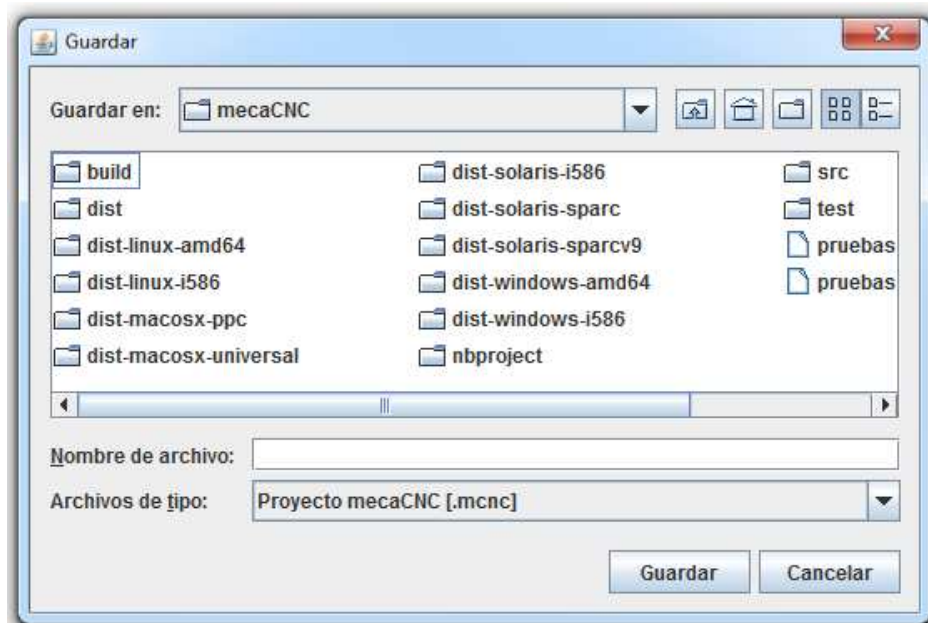 Guardar
Guardar en: mecaCNC
build
dist
dist-linux-amd64
dist-linux-i586
dist-macosx-ppc
dist-macosx-universal
dist-solaris-i586
dist-solaris-sparc
dist-solaris-sparcv9
dist-windows-amd64
dist-windows-i586
nbproject
src
test
pruebas
pruebas
Nombre de archivo:
Archivos de tipo: Proyecto mecaCNC [.mcnc]
Guardar Cancelar